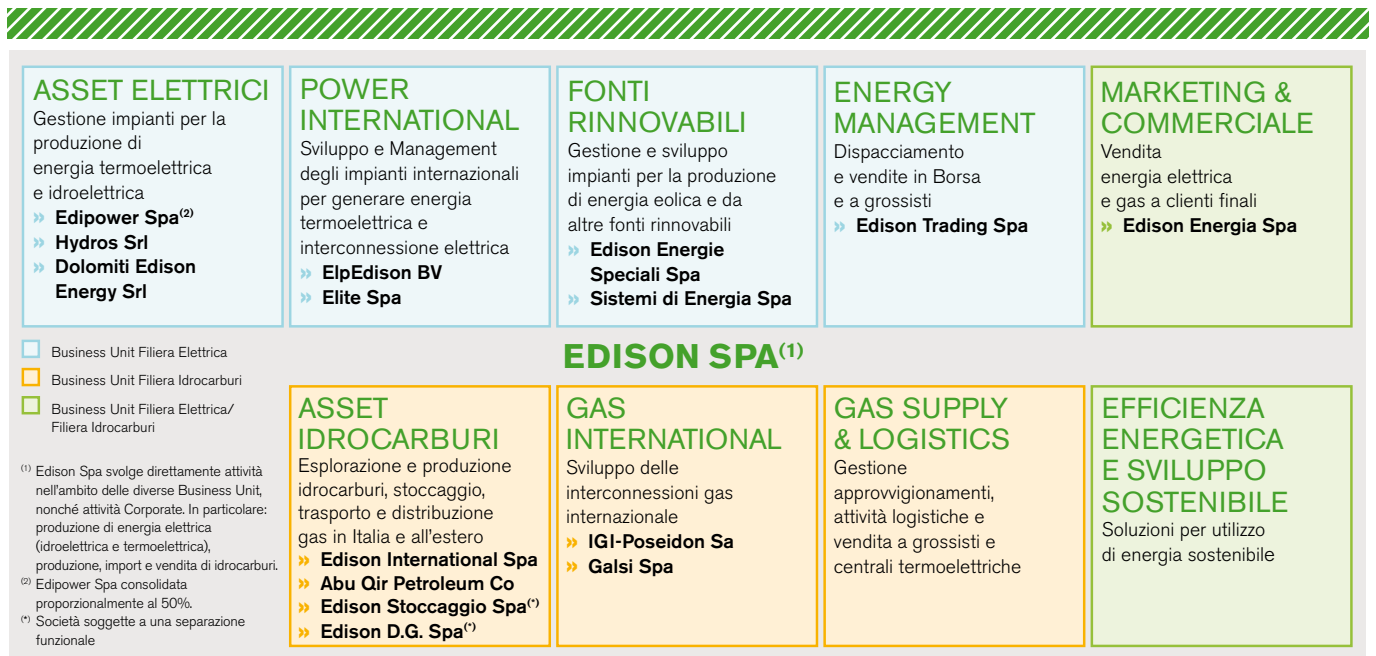 ASSET ELETTRICI
Gestione impianti per la
produzione di
energia termoelettrica
e idroelettrica
» Edipower Spa(2)
» Hydros Srl
» Dolomiti Edison
Energy Srl
POWER
INTERNATIONAL
Sviluppo e Management
degli impianti internazionali
per generare energia
termoelettrica e
interconnessione elettrica
» ElpEdison BV
» Elite Spa
FONTI
RINNOVABILI
Gestione e sviluppo
impianti per la produzione
di energia eolica e da
altre fonti rinnovabili
» Edison Energie
Speciali Spa
» Sistemi di Energia Spa
ENERGY
MANAGEMENT
Dispacciamento
e vendite in Borsa
e a grossisti
» Edison Trading Spa
MARKETING &
COMMERCIALE
Vendita
energia elettrica
e gas a clienti finali
» Edison Energia Spa
EDISON SPA(1)
Business Unit Filiera Elettrica
Business Unit Filiera Idrocarburi
Business Unit Filiera Elettrica/
Filiera Idrocarburi
(1) Edison Spa svolge direttamente attività
nell'ambito delle diverse Business Unit,
nonché attività Corporate. In particolare:
produzione di energia elettrica
(idroelettrica e termoelettrica),
produzione, import e vendita di idrocarburi.
(2) Edipower Spa consolidata
proporzionalmente al 50%.
(*) Società soggette a una separazione
funzionale
ASSET
IDROCARBURI
Esplorazione e produzione
idrocarburi, stoccaggio,
trasporto e distribuzione
gas in Italia e all'estero
» Edison International Spa
» Abu Qir Petroleum Co
» Edison Stoccaggio Spa(*)
» Edison D.G. Spa(*)
GAS
INTERNATIONAL
Sviluppo delle
interconnessioni gas
internazionale
» IGI-Poseidon Sa
» Galsi Spa
GAS SUPPLY
& LOGISTICS
Gestione
approvvigionamenti,
attività logistiche e
vendita a grossisti e
centrali termoelettriche
EFFICIENZA
ENERGETICA
E SVILUPPO
SOSTENIBILE
Soluzioni per utilizzo
di energia sostenibile